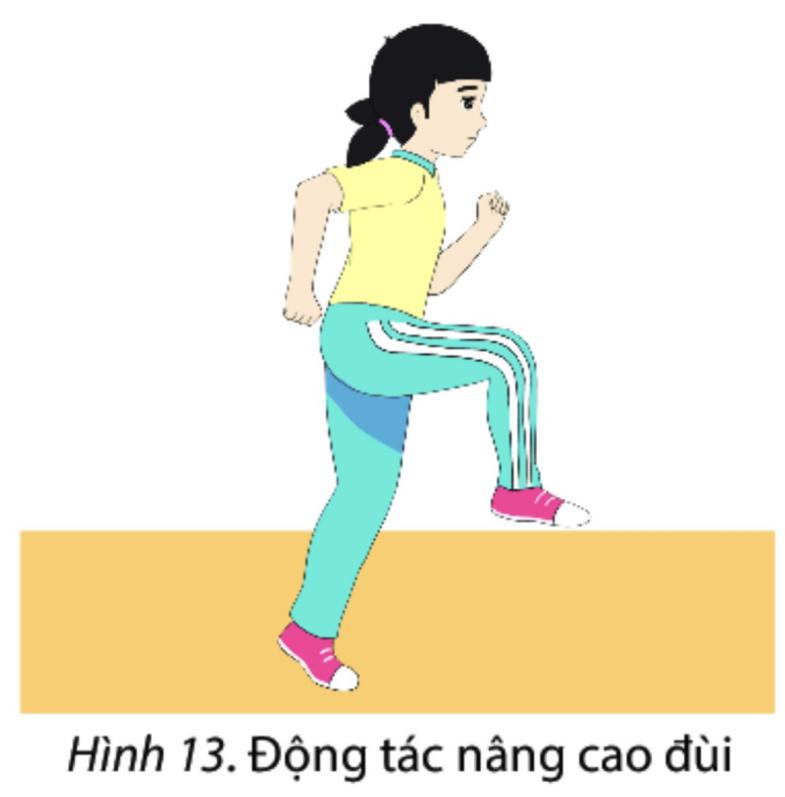 Hình 13. Động tác nâng cao đùi